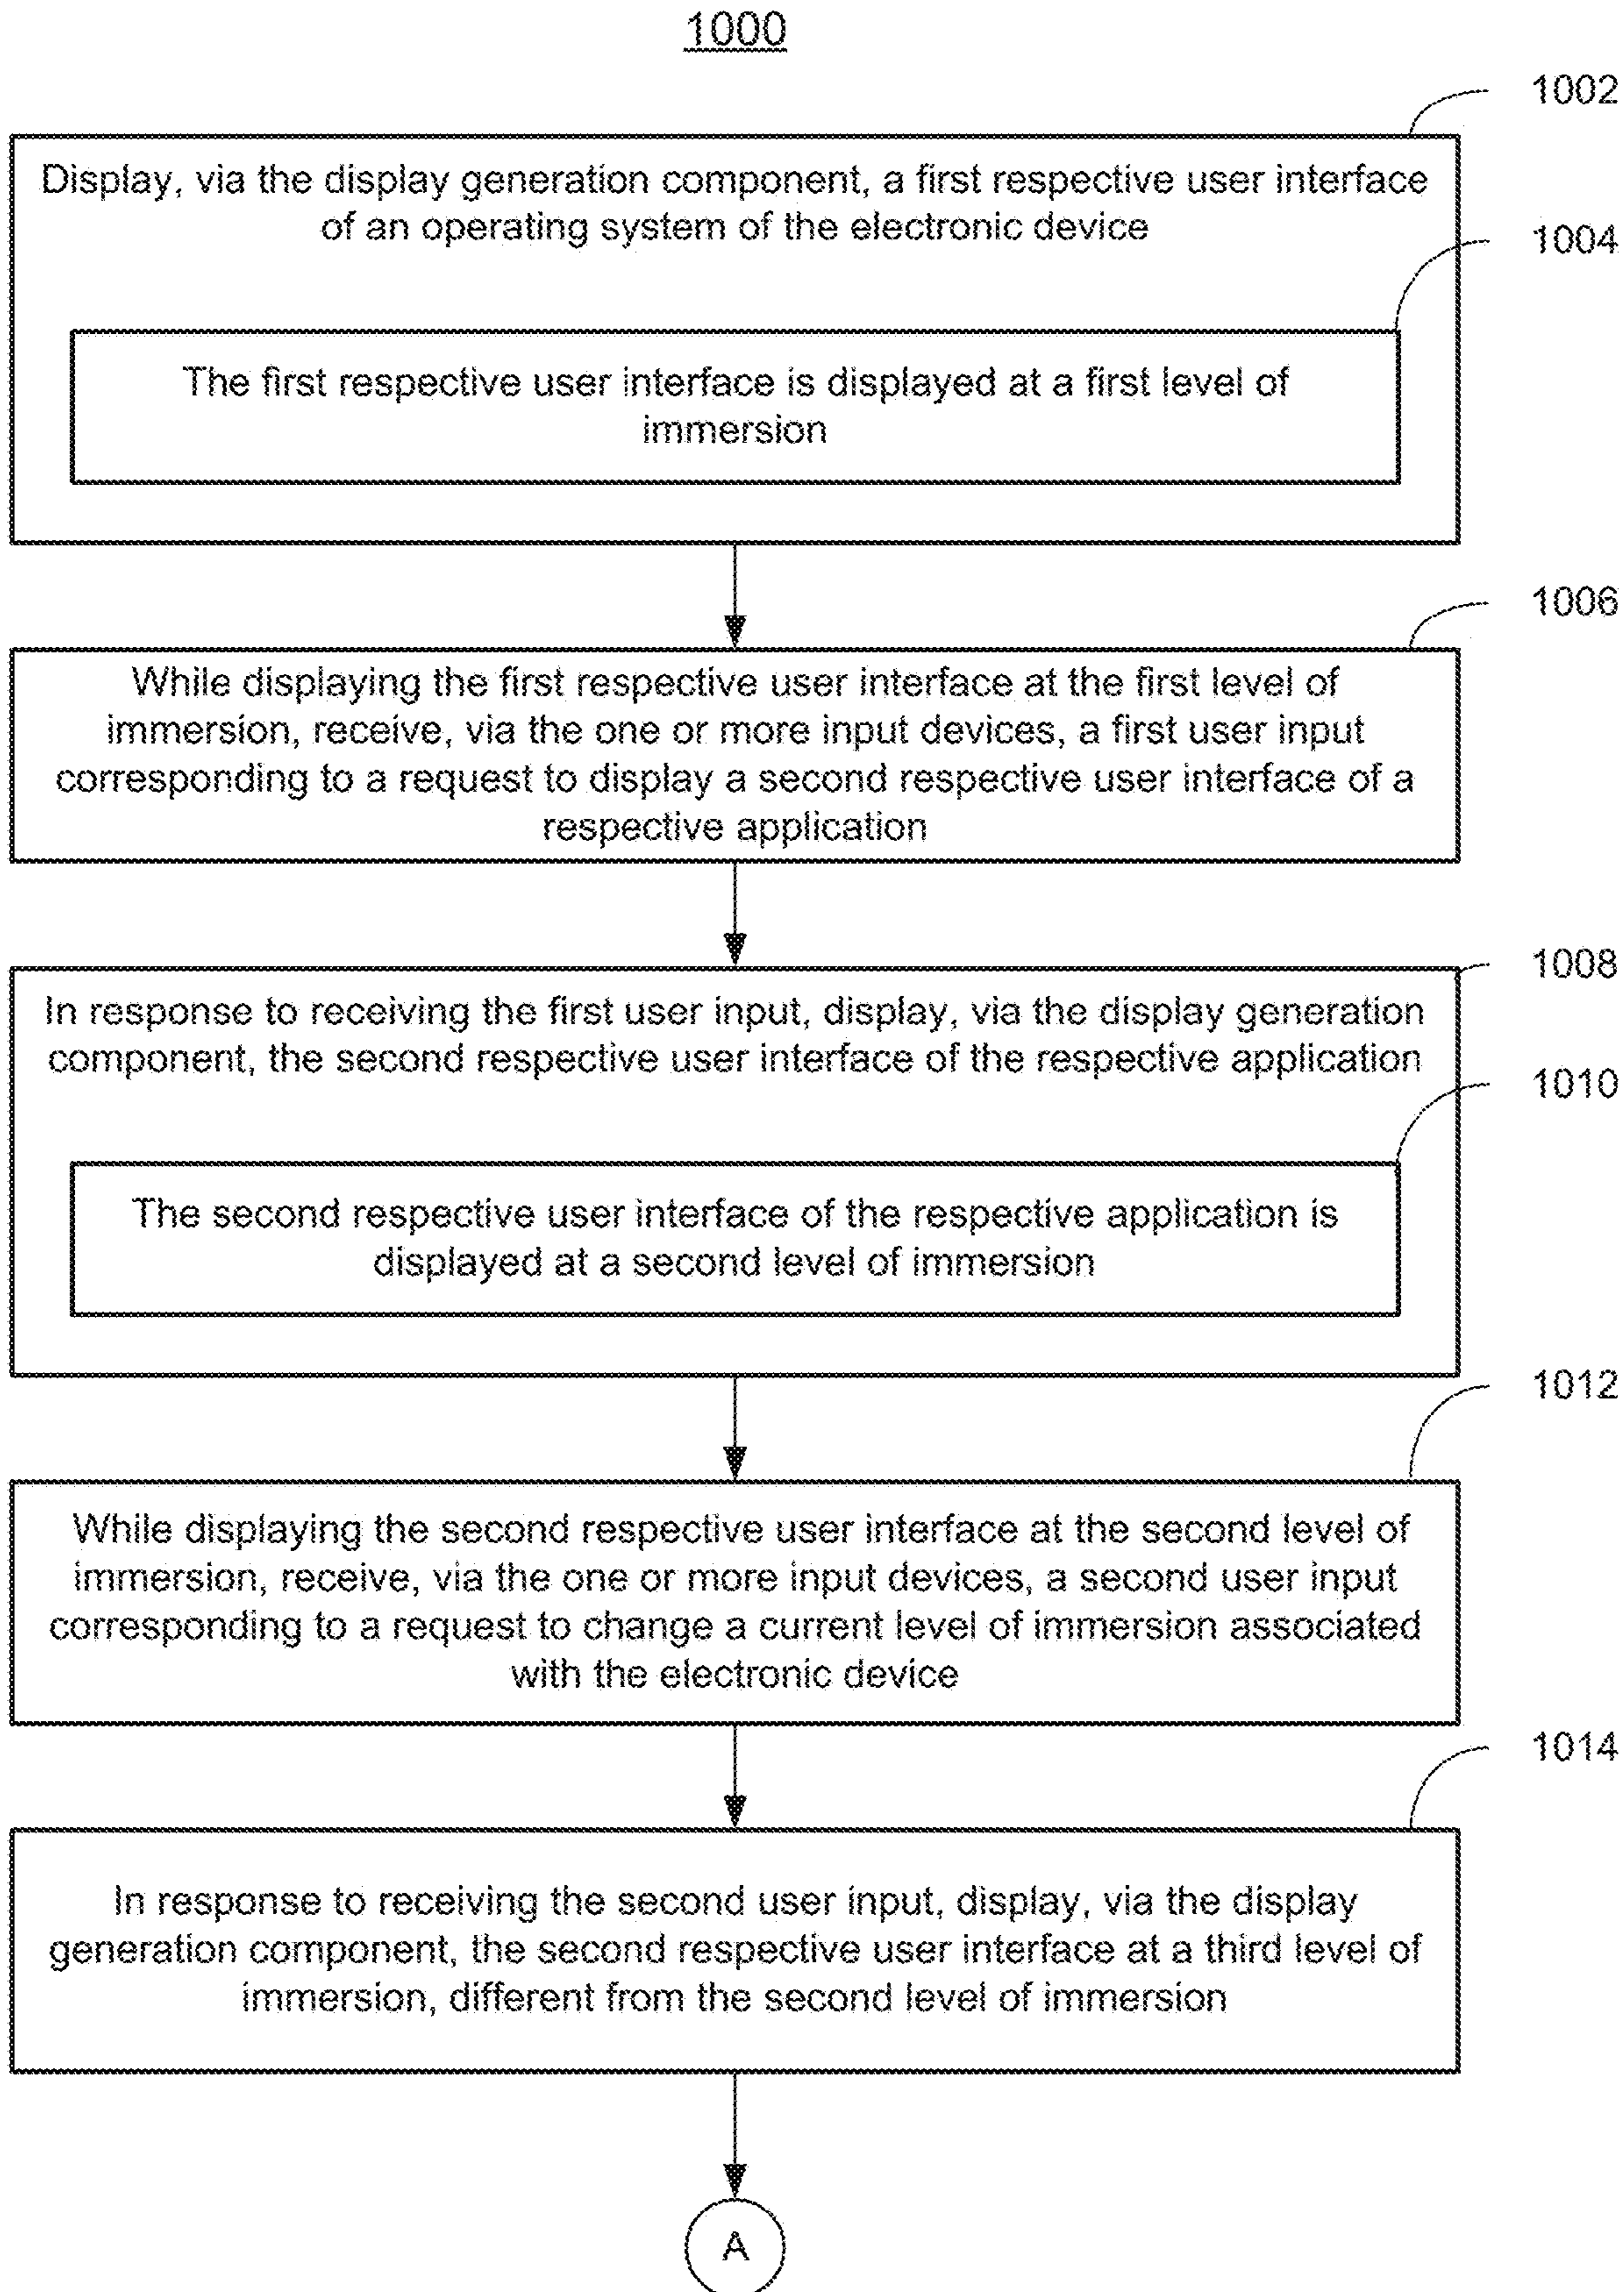 1000
1002
Display, via the display generation component, a first respective user interface
of an operating system of the electronic device
1004
The first respective user interface is displayed at a first level of
immersion
1006
While displaying the first respective user interface at the first level of
immersion, receive, via the one or more input devices, a first user input
corresponding to a request to display a second respective user interface of a
respective application
1008
In response to receiving the first user input, display, via the display generation
component, the second respective user interface of the respective application
1010
The second respective user interface of the respective application is
displayed at a second level of immersion
1012
While displaying the second respective user interface at the second level of
immersion, receive, via the one or more input devices, a second user input
corresponding to a request to change a current level of immersion associated
with the electronic device
1014
In response to receiving the second user input, display, via the display
generation component, the second respective user interface at a third level of
immersion, different from the second level of immersion
A